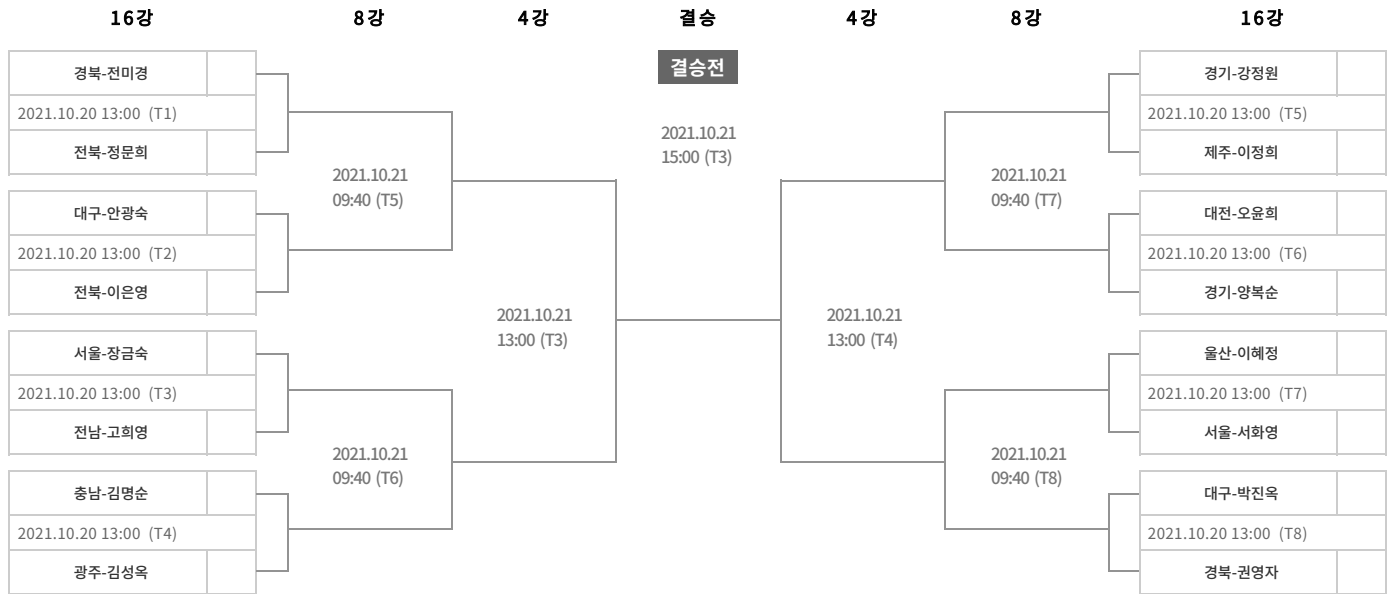 16강 8강 4강 결승 4강 8강 16강
결승전
2021.10.21
15:00 (T3)
경북-전미경
2021.10.20 13:00 (T1)
전북-정문희
대구-안광숙
2021.10.20 13:00 (T2)
전북-이은영
서울-장금숙
2021.10.20 13:00 (T3)
전남-고희영
충남-김명순
2021.10.20 13:00 (T4)
광주-김성옥
2021.10.21
09:40 (T5)
2021.10.21
09:40 (T6)
2021.10.21
13:00 (T3)
2021.10.21
13:00 (T4)
2021.10.21
09:40 (T7)
2021.10.21
09:40 (T8)
경기-강정원
2021.10.20 13:00 (T5)
제주-이정희
대전-오윤희
2021.10.20 13:00 (T6)
경기-양복순
울산-이혜정
2021.10.20 13:00 (T7)
서울-서화영
대구-박진옥
2021.10.20 13:00 (T8)
경북-권영자